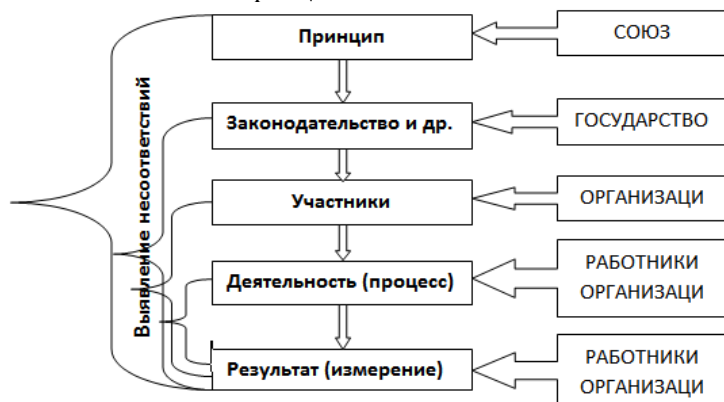 Принцип
СОЮЗ
Законодательство и др.
ГОСУДАРСТВО
Участники
ОРГАНИЗАЦИ
Деятельность (процесс)
РАБОТНИКИ
ОРГАНИЗАЦИ
Результат (измерение)
РАБОТНИКИ
ОРГАНИЗАЦИ
Выявление несоответствий